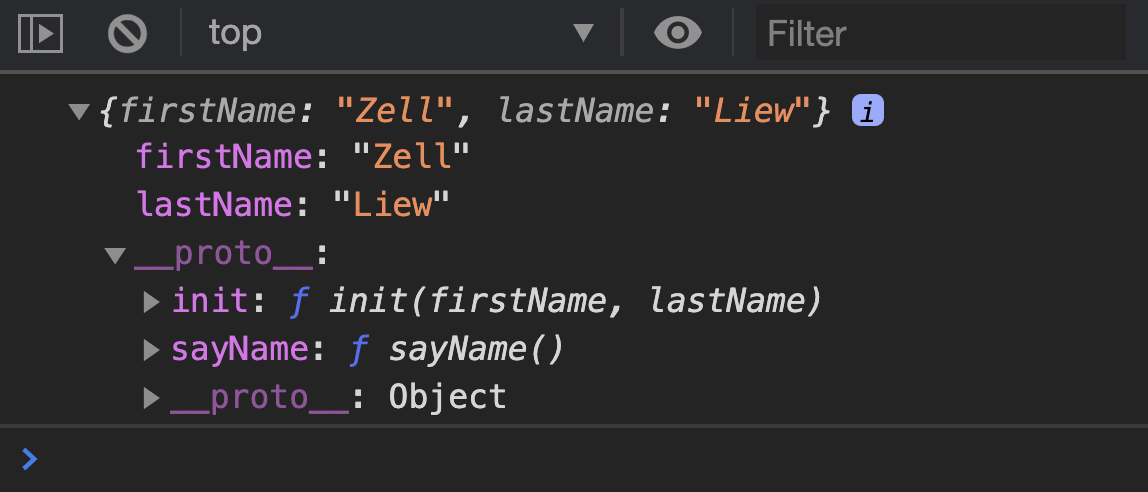 top Filter
{firstName: "Zell", lastName: "Liew"} i
firstName: "Zell"
lastName: "Liew"
__proto__:
init: ƒ init(firstName, lastName)
sayName: ƒ sayName()
__proto__: Object